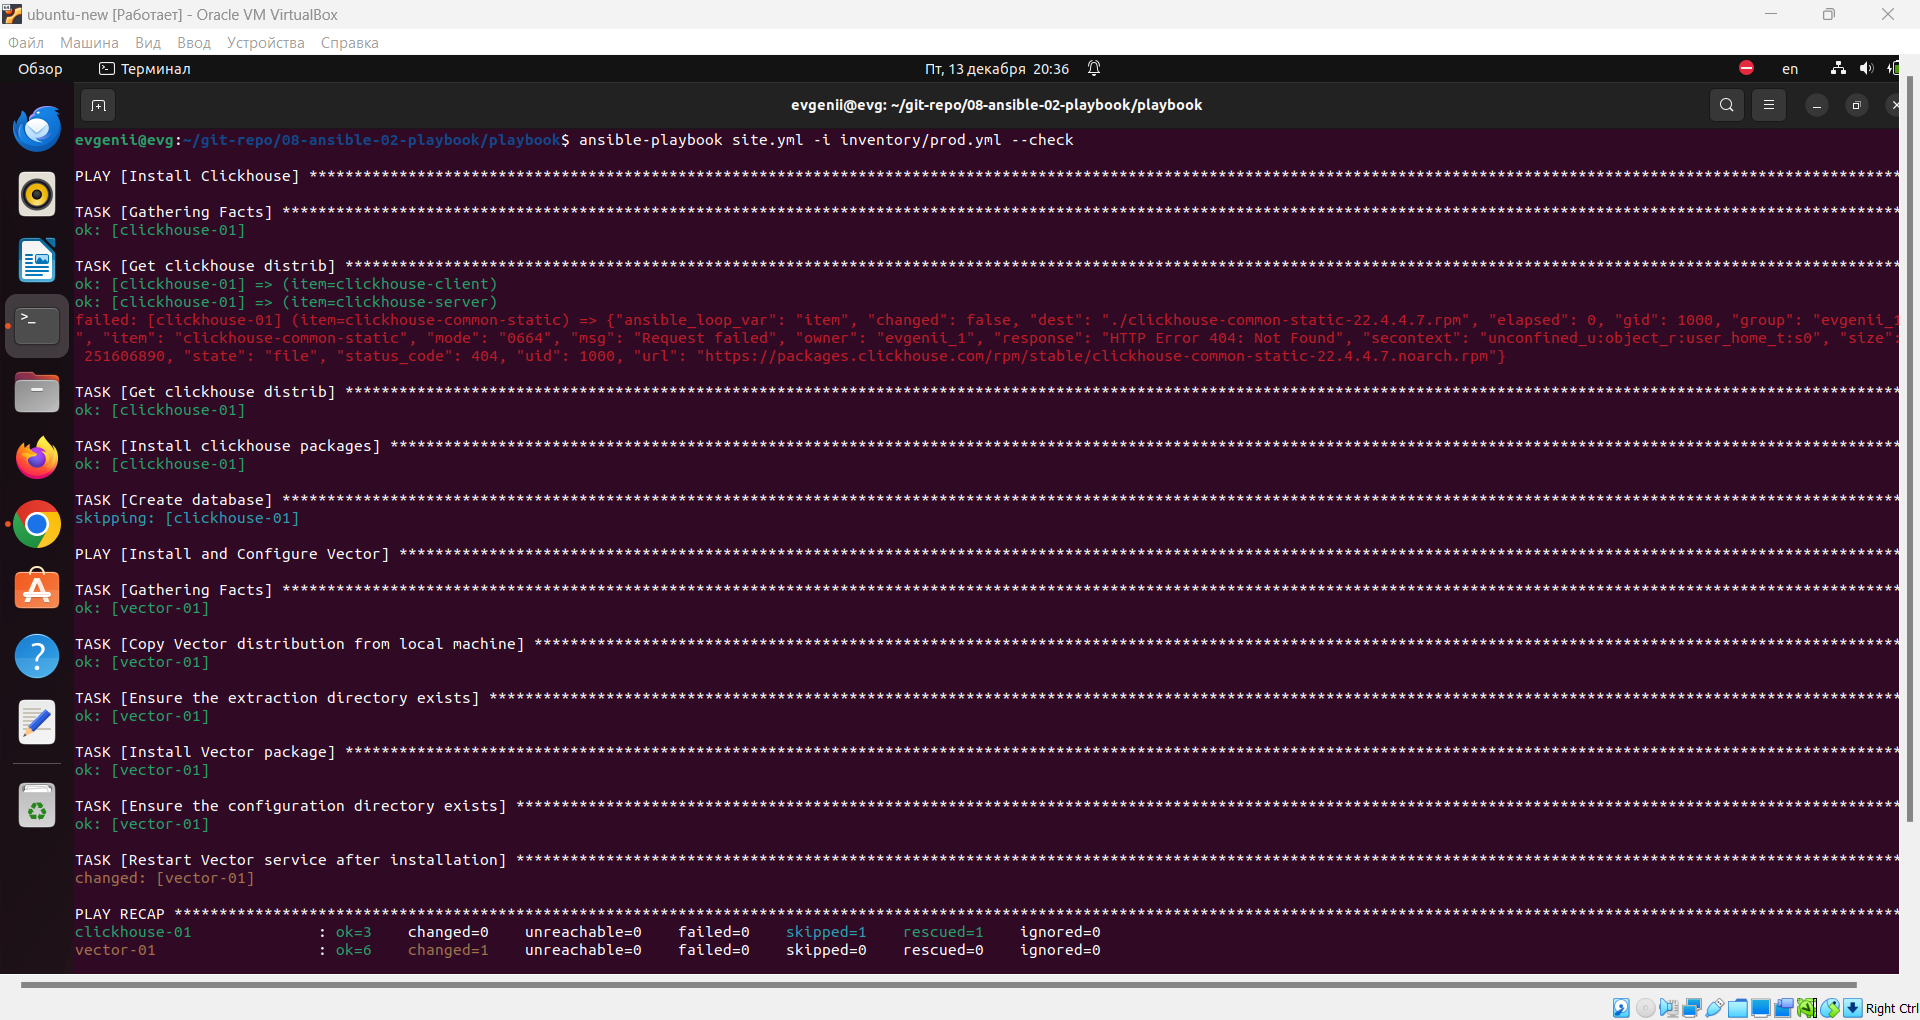 ubuntu-new [Работает] - Oracle VM VirtualBox
Файл Машина Вид Ввод Устройства Справка
Обзор Терминал Пт, 13 декабря 20:36 en
evgenii@evg: ~/git-repo/08-ansible-02-playbook/playbook
evgenii@evg:~/git-repo/08-ansible-02-playbook/playbook$ ansible-playbook site.yml -i inventory/prod.yml --check
PLAY [Install Clickhouse] ****************************************************************************************************************************************************************************************
TASK [Gathering Facts] *******************************************************************************************************************************************************************************************
ok: [clickhouse-01]
TASK [Get clickhouse distrib] ************************************************************************************************************************************************************************************
ok: [clickhouse-01] => (item=clickhouse-client)
ok: [clickhouse-01] => (item=clickhouse-server)
failed: [clickhouse-01] (item=clickhouse-common-static) => {"ansible_loop_var": "item", "changed": false, "dest": "./clickhouse-common-static-22.4.4.7.rpm", "elapsed": 0, "gid": 1000, "group": "evgenii_1
", "item": "clickhouse-common-static", "mode": "0664", "msg": "Request failed", "owner": "evgenii_1", "response": "HTTP Error 404: Not Found", "secontext": "unconfined_u:object_r:user_home_t:s0", "size":
251606890, "state": "file", "status_code": 404, "uid": 1000, "url": "https://packages.clickhouse.com/rpm/stable/clickhouse-common-static-22.4.4.7.noarch.rpm"}
TASK [Get clickhouse distrib] ************************************************************************************************************************************************************************************
ok: [clickhouse-01]
TASK [Install clickhouse packages] *******************************************************************************************************************************************************************************
ok: [clickhouse-01]
TASK [Create database] *******************************************************************************************************************************************************************************************
skipping: [clickhouse-01]
PLAY [Install and Configure Vector] ******************************************************************************************************************************************************************************
TASK [Gathering Facts] *******************************************************************************************************************************************************************************************
ok: [vector-01]
TASK [Copy Vector distribution from local machine] ***************************************************************************************************************************************************************
ok: [vector-01]
TASK [Ensure the extraction directory exists] ********************************************************************************************************************************************************************
ok: [vector-01]
TASK [Install Vector package] ************************************************************************************************************************************************************************************
ok: [vector-01]
TASK [Ensure the configuration directory exists] *****************************************************************************************************************************************************************
ok: [vector-01]
TASK [Restart Vector service after installation] *****************************************************************************************************************************************************************
changed: [vector-01]
PLAY RECAP *******************************************************************************************************************************************************************************************************
clickhouse-01 : ok=3 changed=0 unreachable=0 failed=0 skipped=1 rescued=1 ignored=0
vector-01 : ok=6 changed=1 unreachable=0 failed=0 skipped=0 rescued=0 ignored=0
Right Ctrl